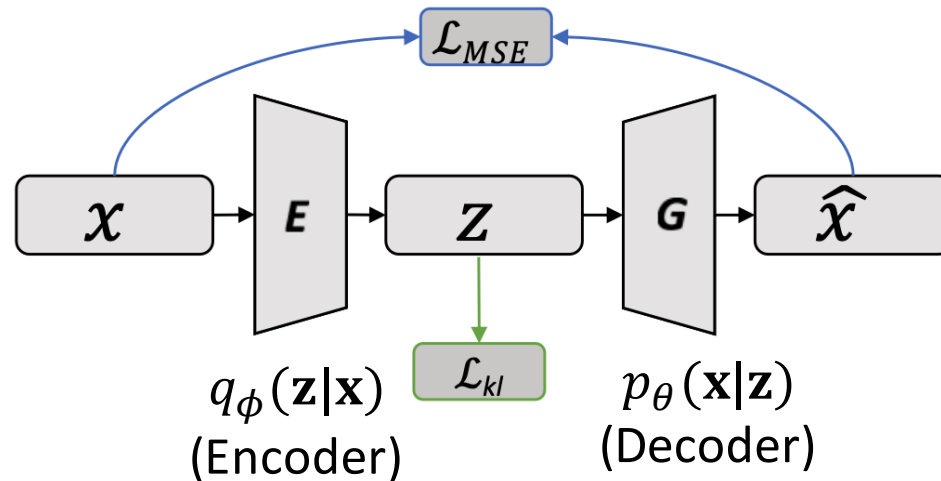 ℒ_MSE
x E z G x̂
ℒ_kl
q_ϕ(𝐳|𝐱) p_θ(𝐱|𝐳)
(Encoder) (Decoder)